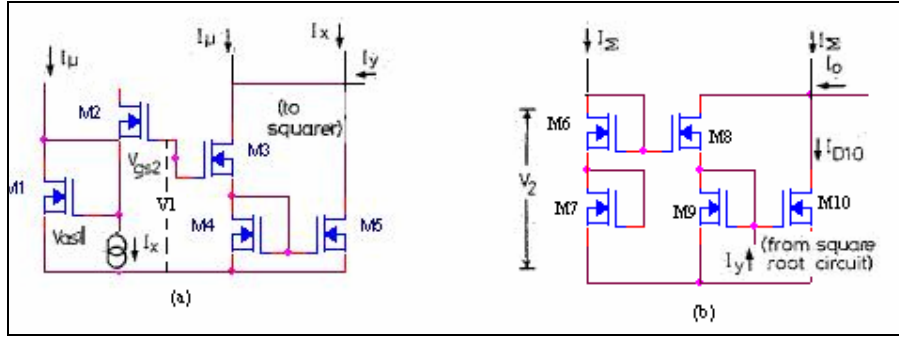 Iμ
Iμ
Ix
Iy
M2
(to
squarer)
Vgs2
M3
M1
V1
M4
M5
Ix
(a)
IΣ
IΣ
Io
M6
M8
ID10
V2
M7
M9
M10
Iy
(from square
root circuit)
(b)